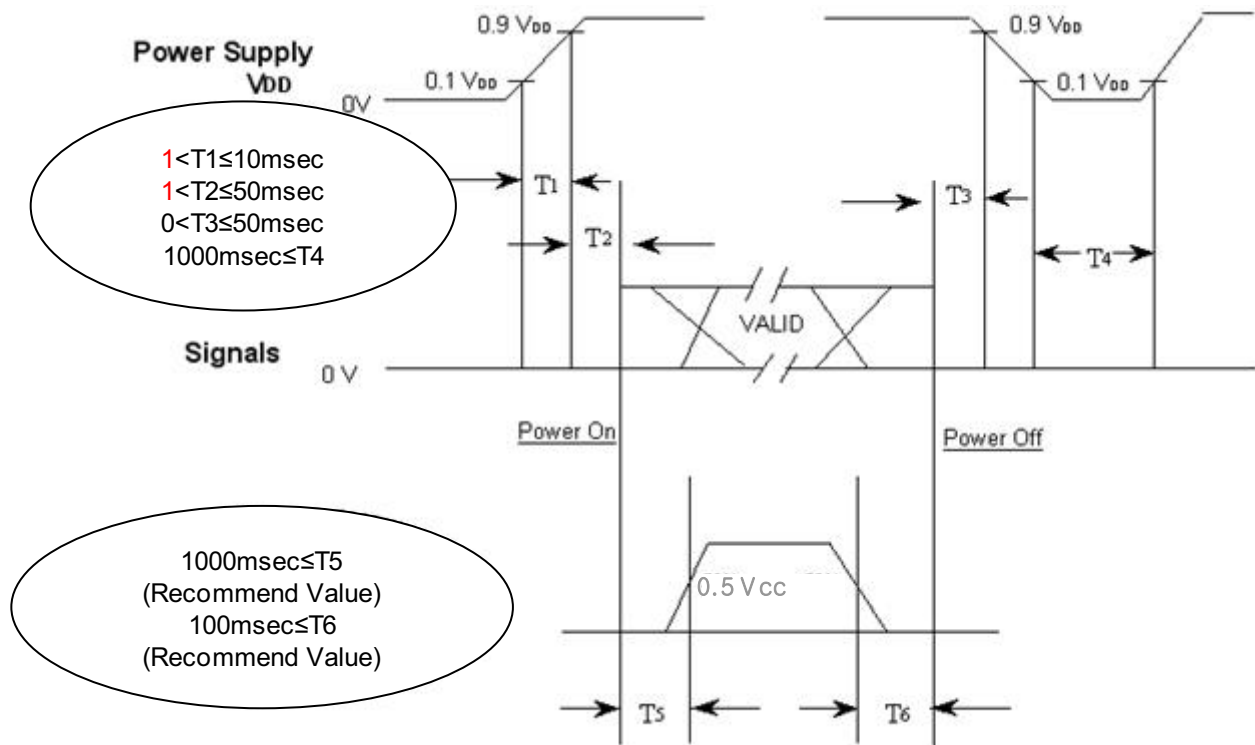 0.9 VDD
0.9 VDD
Power Supply
VDD
0.1 VDD
0.1 VDD
0V
1<T1≤10msec
1<T2≤50msec
0<T3≤50msec
1000msec≤T4
T1
T3
T2
T4
VALID
Signals
0 V
Power On
Power Off
1000msec≤T5
(Recommend Value)
100msec≤T6
(Recommend Value)
0.5 Vcc
T5
T6